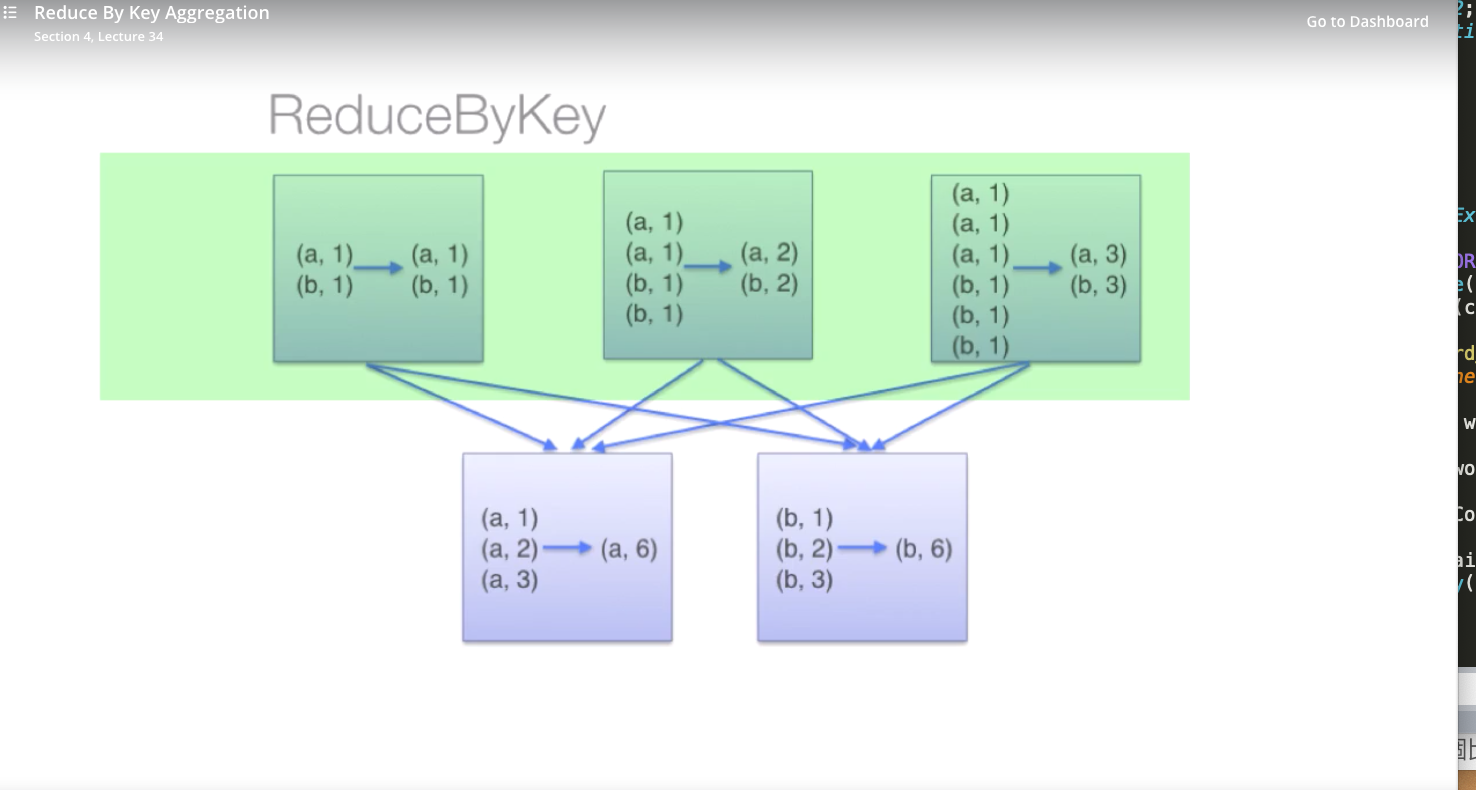 Reduce By Key Aggregation
Section 4, Lecture 34
Go to Dashboard
ReduceByKey
(a, 1)
(b, 1)
(a, 1)
(b, 1)
(a, 1)
(a, 1)
(b, 1)
(b, 1)
(a, 2)
(b, 2)
(a, 1)
(a, 1)
(a, 1)
(b, 1)
(b, 1)
(b, 1)
(a, 3)
(b, 3)
(a, 1)
(a, 2)
(a, 3)
(a, 6)
(b, 1)
(b, 2)
(b, 3)
(b, 6)